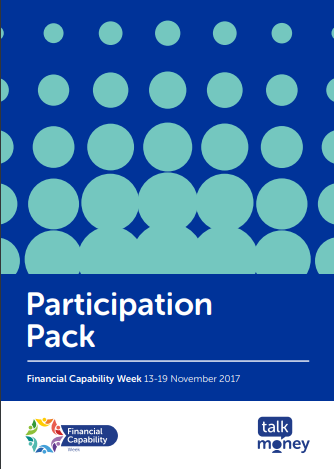 Participation
Pack
Financial Capability Week 13-19 November 2017
Financial
Capability
Week
talk
money